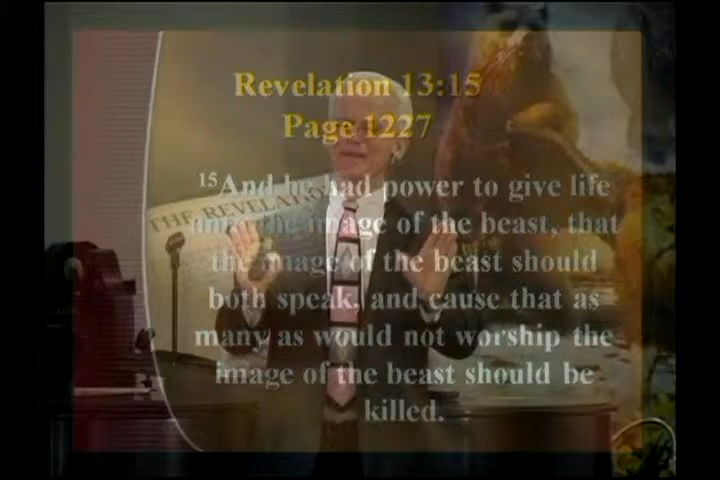 Revelation 13:15
Page 1227
¹⁵And he had power to give life
unto the image of the beast, that
the image of the beast should
both speak, and cause that as
many as would not worship the
image of the beast should be
killed.
THE REVELATION